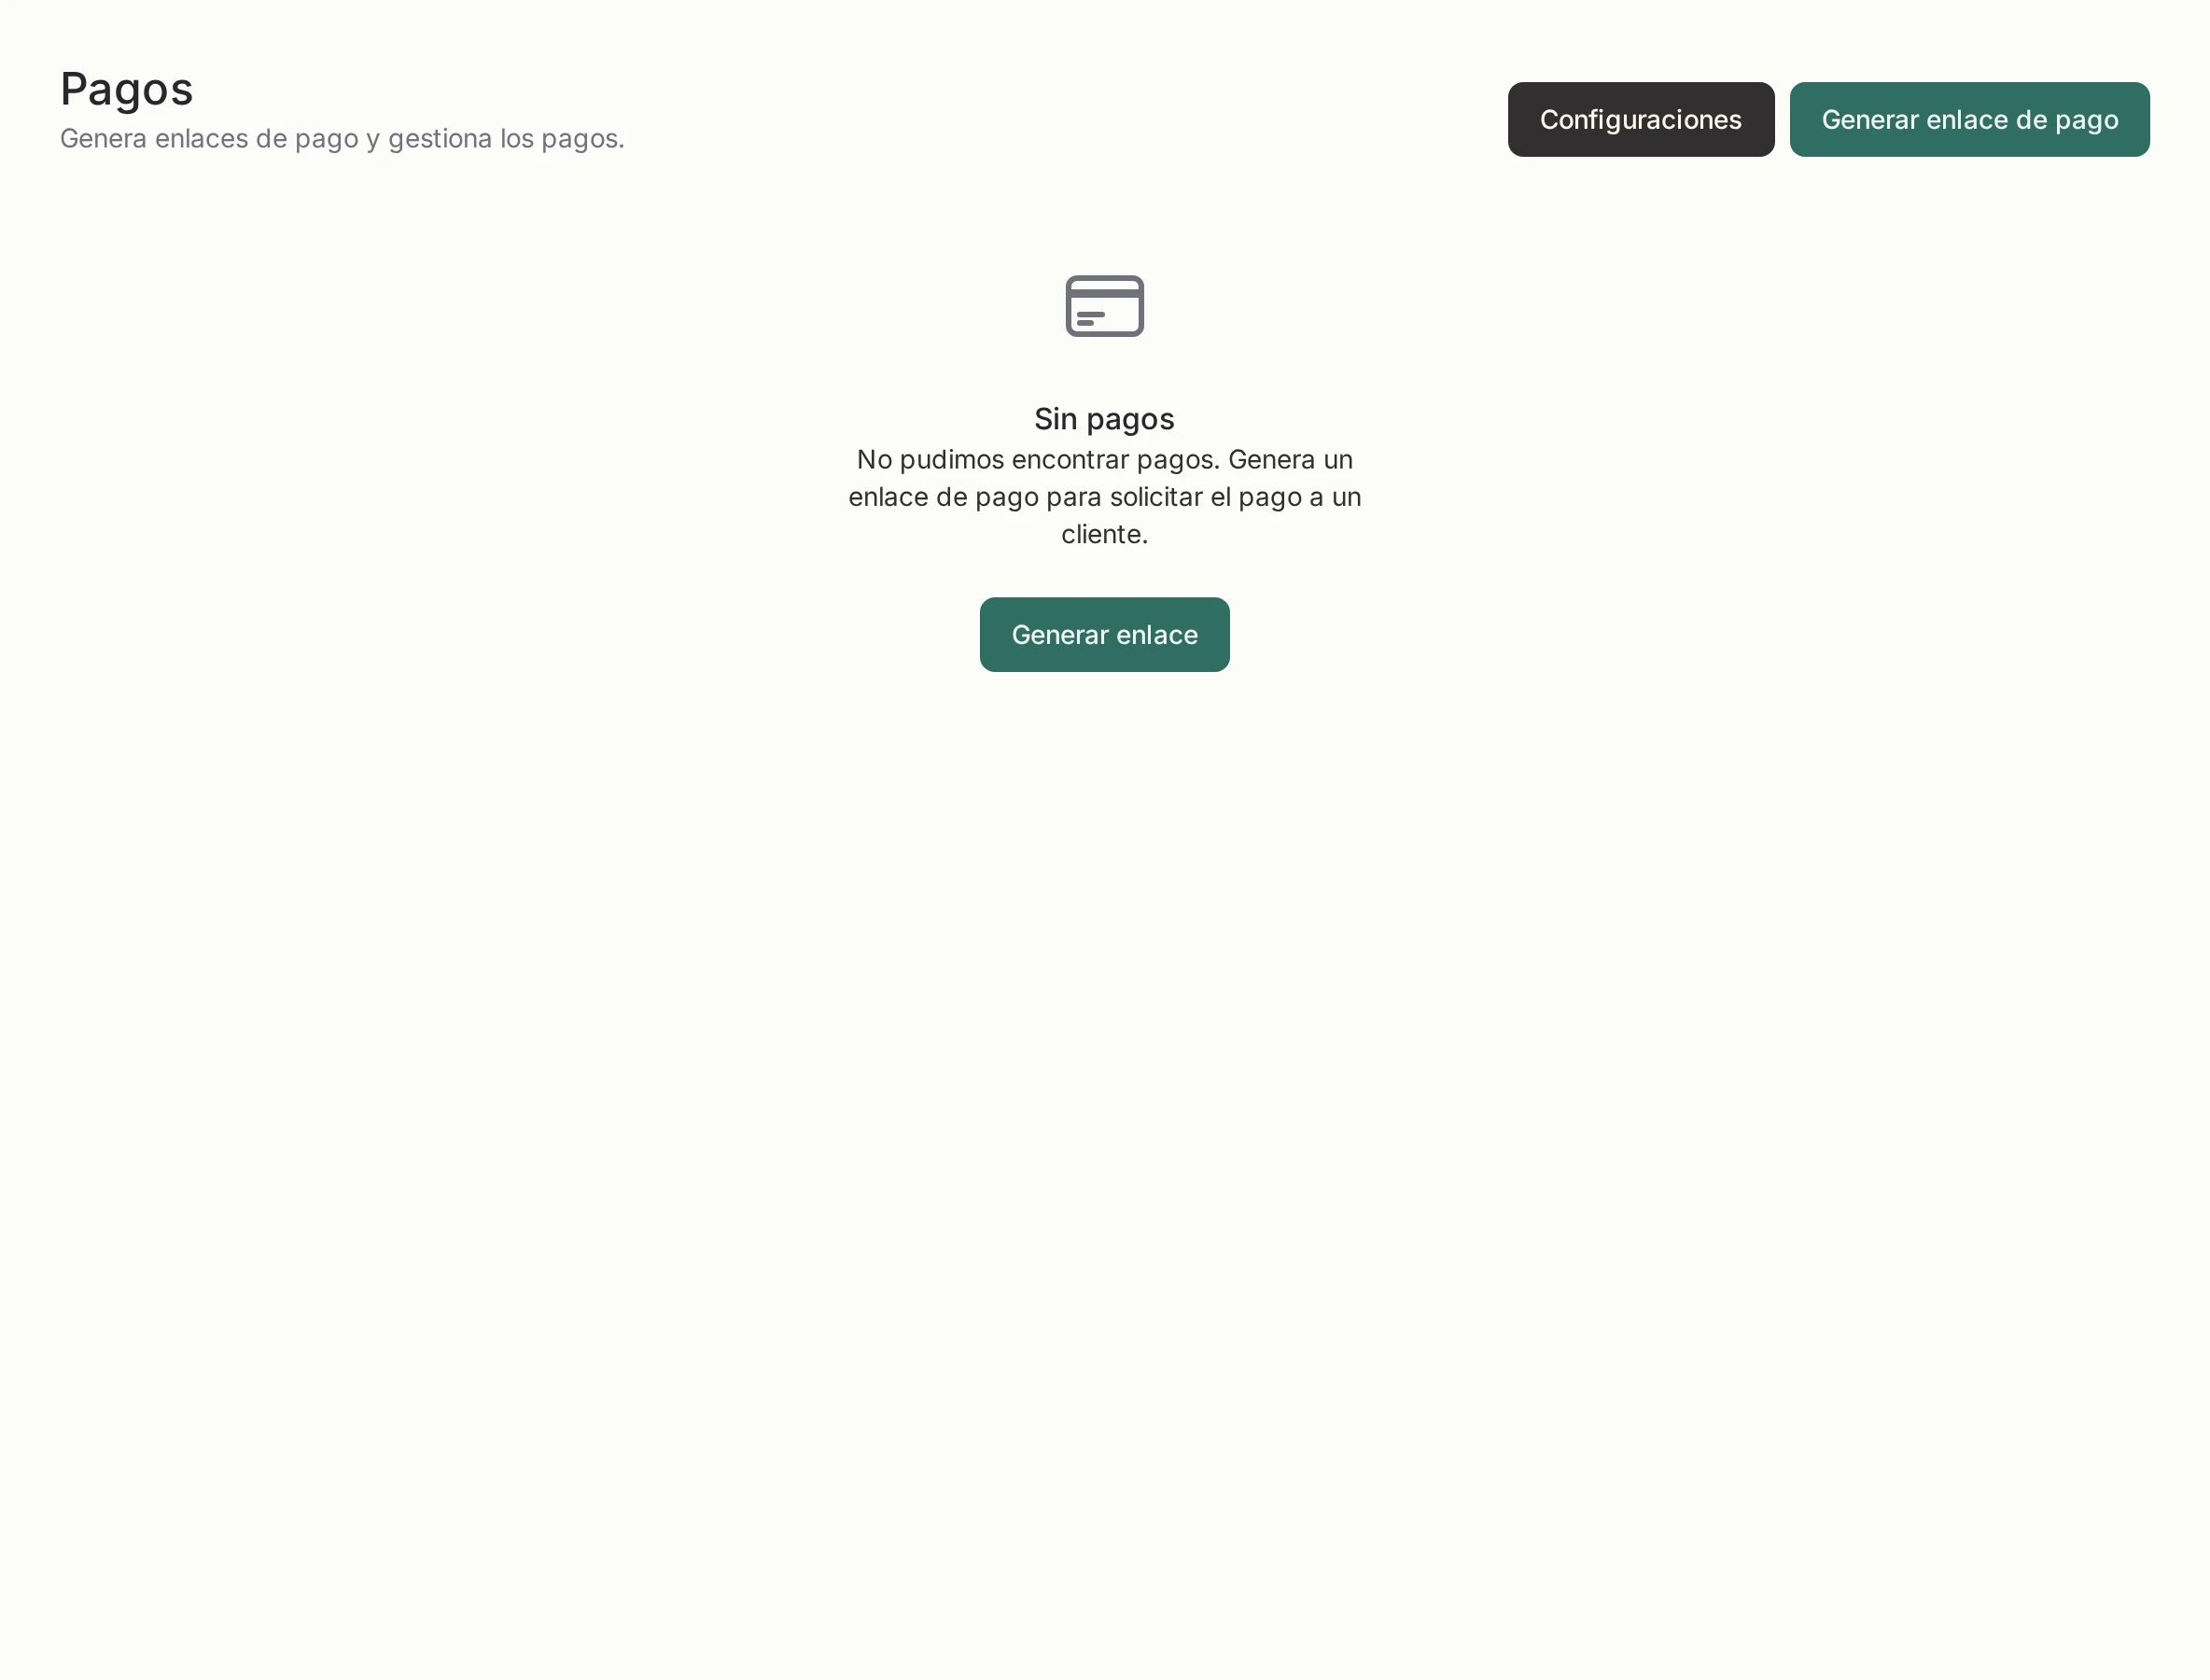 Pagos
Genera enlaces de pago y gestiona los pagos.
Configuraciones
Generar enlace de pago
Sin pagos
No pudimos encontrar pagos. Genera un
enlace de pago para solicitar el pago a un
cliente.
Generar enlace